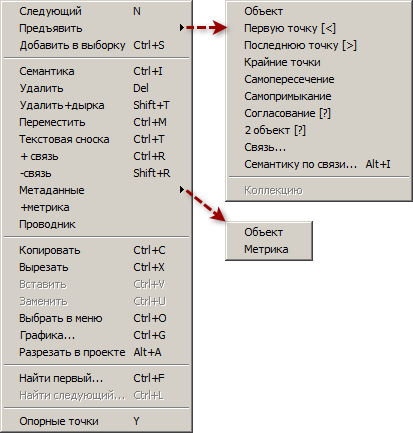 Следующий N
Предъявить
Добавить в выборку Ctrl+S
Семантика Ctrl+I
Удалить Del
Удалить+дырка Shift+T
Переместить Ctrl+M
Текстовая сноска Ctrl+T
+ связь Ctrl+R
-связь Shift+R
Метаданные
+метрика
Проводник
Копировать Ctrl+C
Вырезать Ctrl+X
Вставить Ctrl+V
Заменить Ctrl+U
Выбрать в меню Ctrl+O
Графика... Ctrl+G
Разрезать в проекте Alt+A
Найти первый... Ctrl+F
Найти следующий... Ctrl+L
Опорные точки Y
Объект
Первую точку [<]
Последнюю точку [>]
Крайние точки
Самопересечение
Самопримыкание
Согласование [?]
2 объект [?]
Связь...
Семантику по связи... Alt+I
Коллекцию
Объект
Метрика